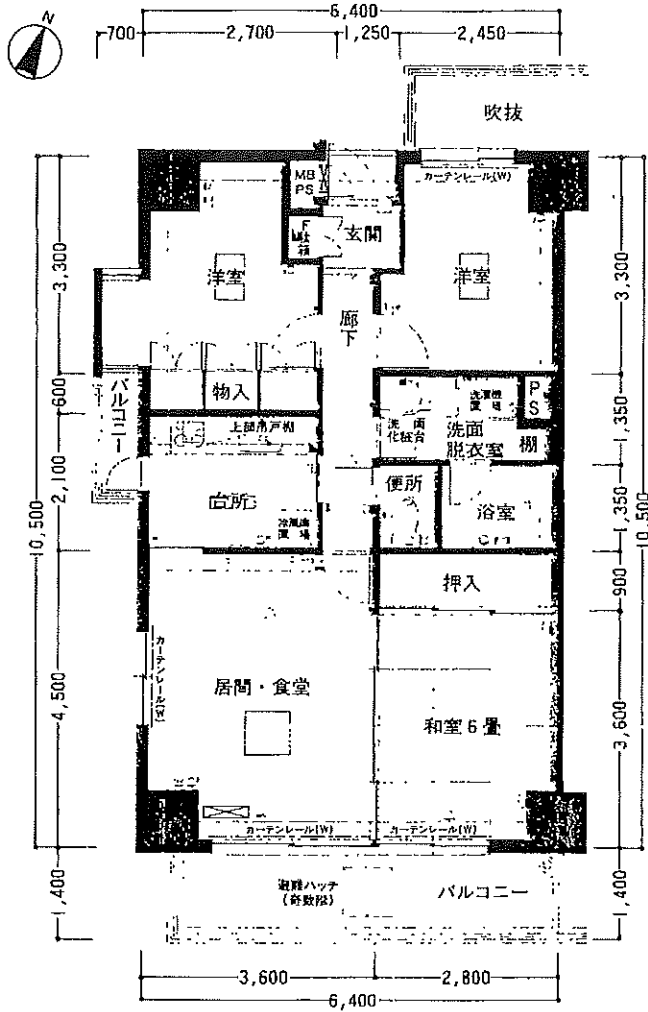 N
6,400
700
2,700
1,250
2,450
吹抜
カーテンレール(W)
MB
PS
玄関
下駄箱
洋室
洋室
廊下
3,300
3,300
バルコニー
物入
600
洗濯機
置場
PS
洗面
化粧台
洗面
脱衣室
棚
1,350
上部吊戸棚
2,100
台所
冷蔵庫
置場
便所
浴室
1,350
10,500
10,500
押入
900
カーテンレール(W)
4,500
居間・食堂
和室6畳
3,600
カーテンレール(W)
カーテンレール(W)
避難ハッチ
(奇数階)
バルコニー
1,400
1,400
3,600
2,800
6,400